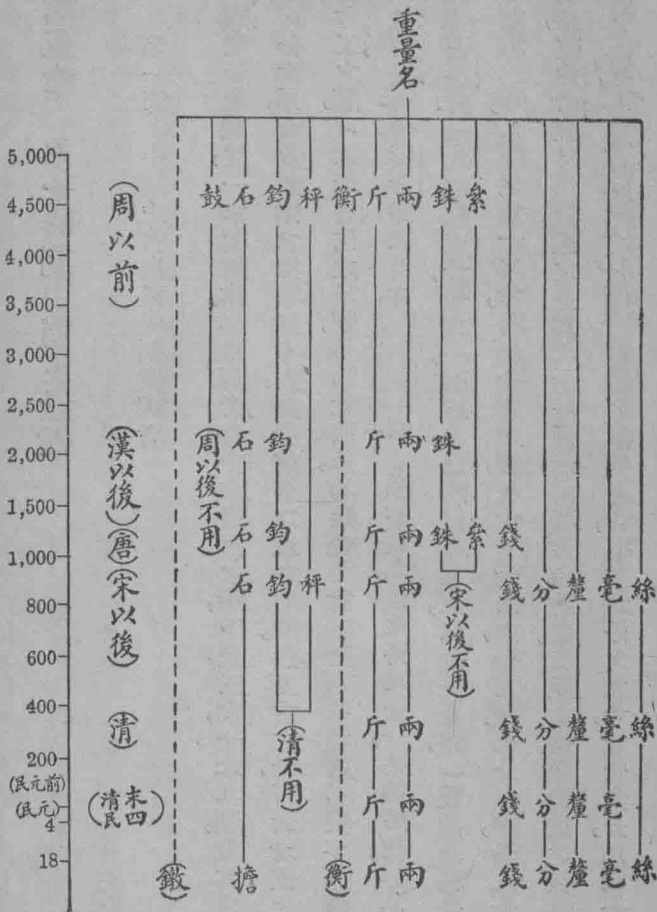 重量名
5,000
4,500
(周以前)
鼓 石 鈞 秤 衡 斤 兩 銖 絫
4,000
3,500
3,000
2,500
2,000
(漢以後)
(周以後不用)
石 鈞 斤 兩 銖
1,500
1,000
(唐)
石 鈞 斤 兩 銖 絫 錢
800
(宋以後)
石 鈞 秤 斤 兩 錢 分 釐 毫 絲
(宋以後不用)
600
400
(清)
(清不用)
斤 兩 錢 分 釐 毫 絲
200
(民元前)
(民元)
(清末民四)
斤 兩 錢 分 釐 毫
4
18
擔 (衡) 斤 兩 錢 分 釐 毫 絲